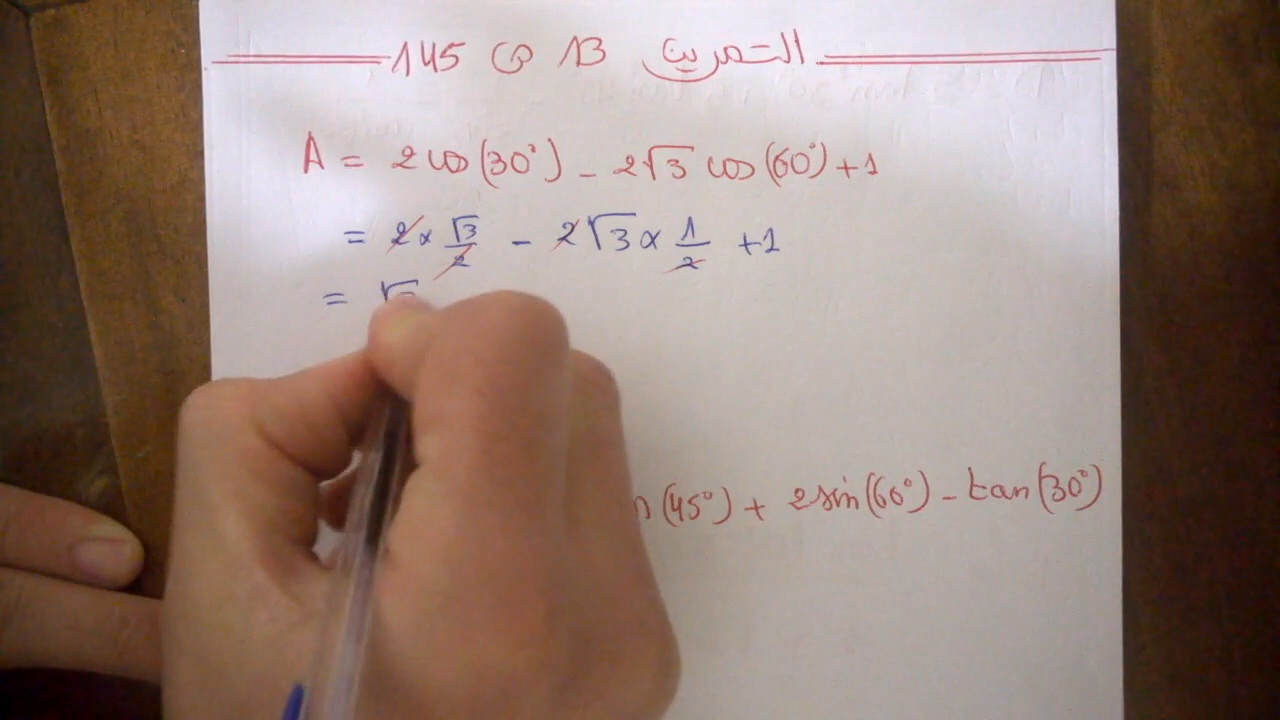 التمرين 13 ص 145
A = 2cos(30°) - 2√3 cos(60°) + 1
= 2 × √3/2 - 2√3 × 1/2 + 1
= √3
(45°) + 2sin(60°) - tan(30°)